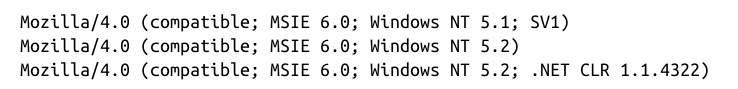 Mozilla/4.0 (compatible; MSIE 6.0; Windows NT 5.1; SV1)
Mozilla/4.0 (compatible; MSIE 6.0; Windows NT 5.2)
Mozilla/4.0 (compatible; MSIE 6.0; Windows NT 5.2; .NET CLR 1.1.4322)